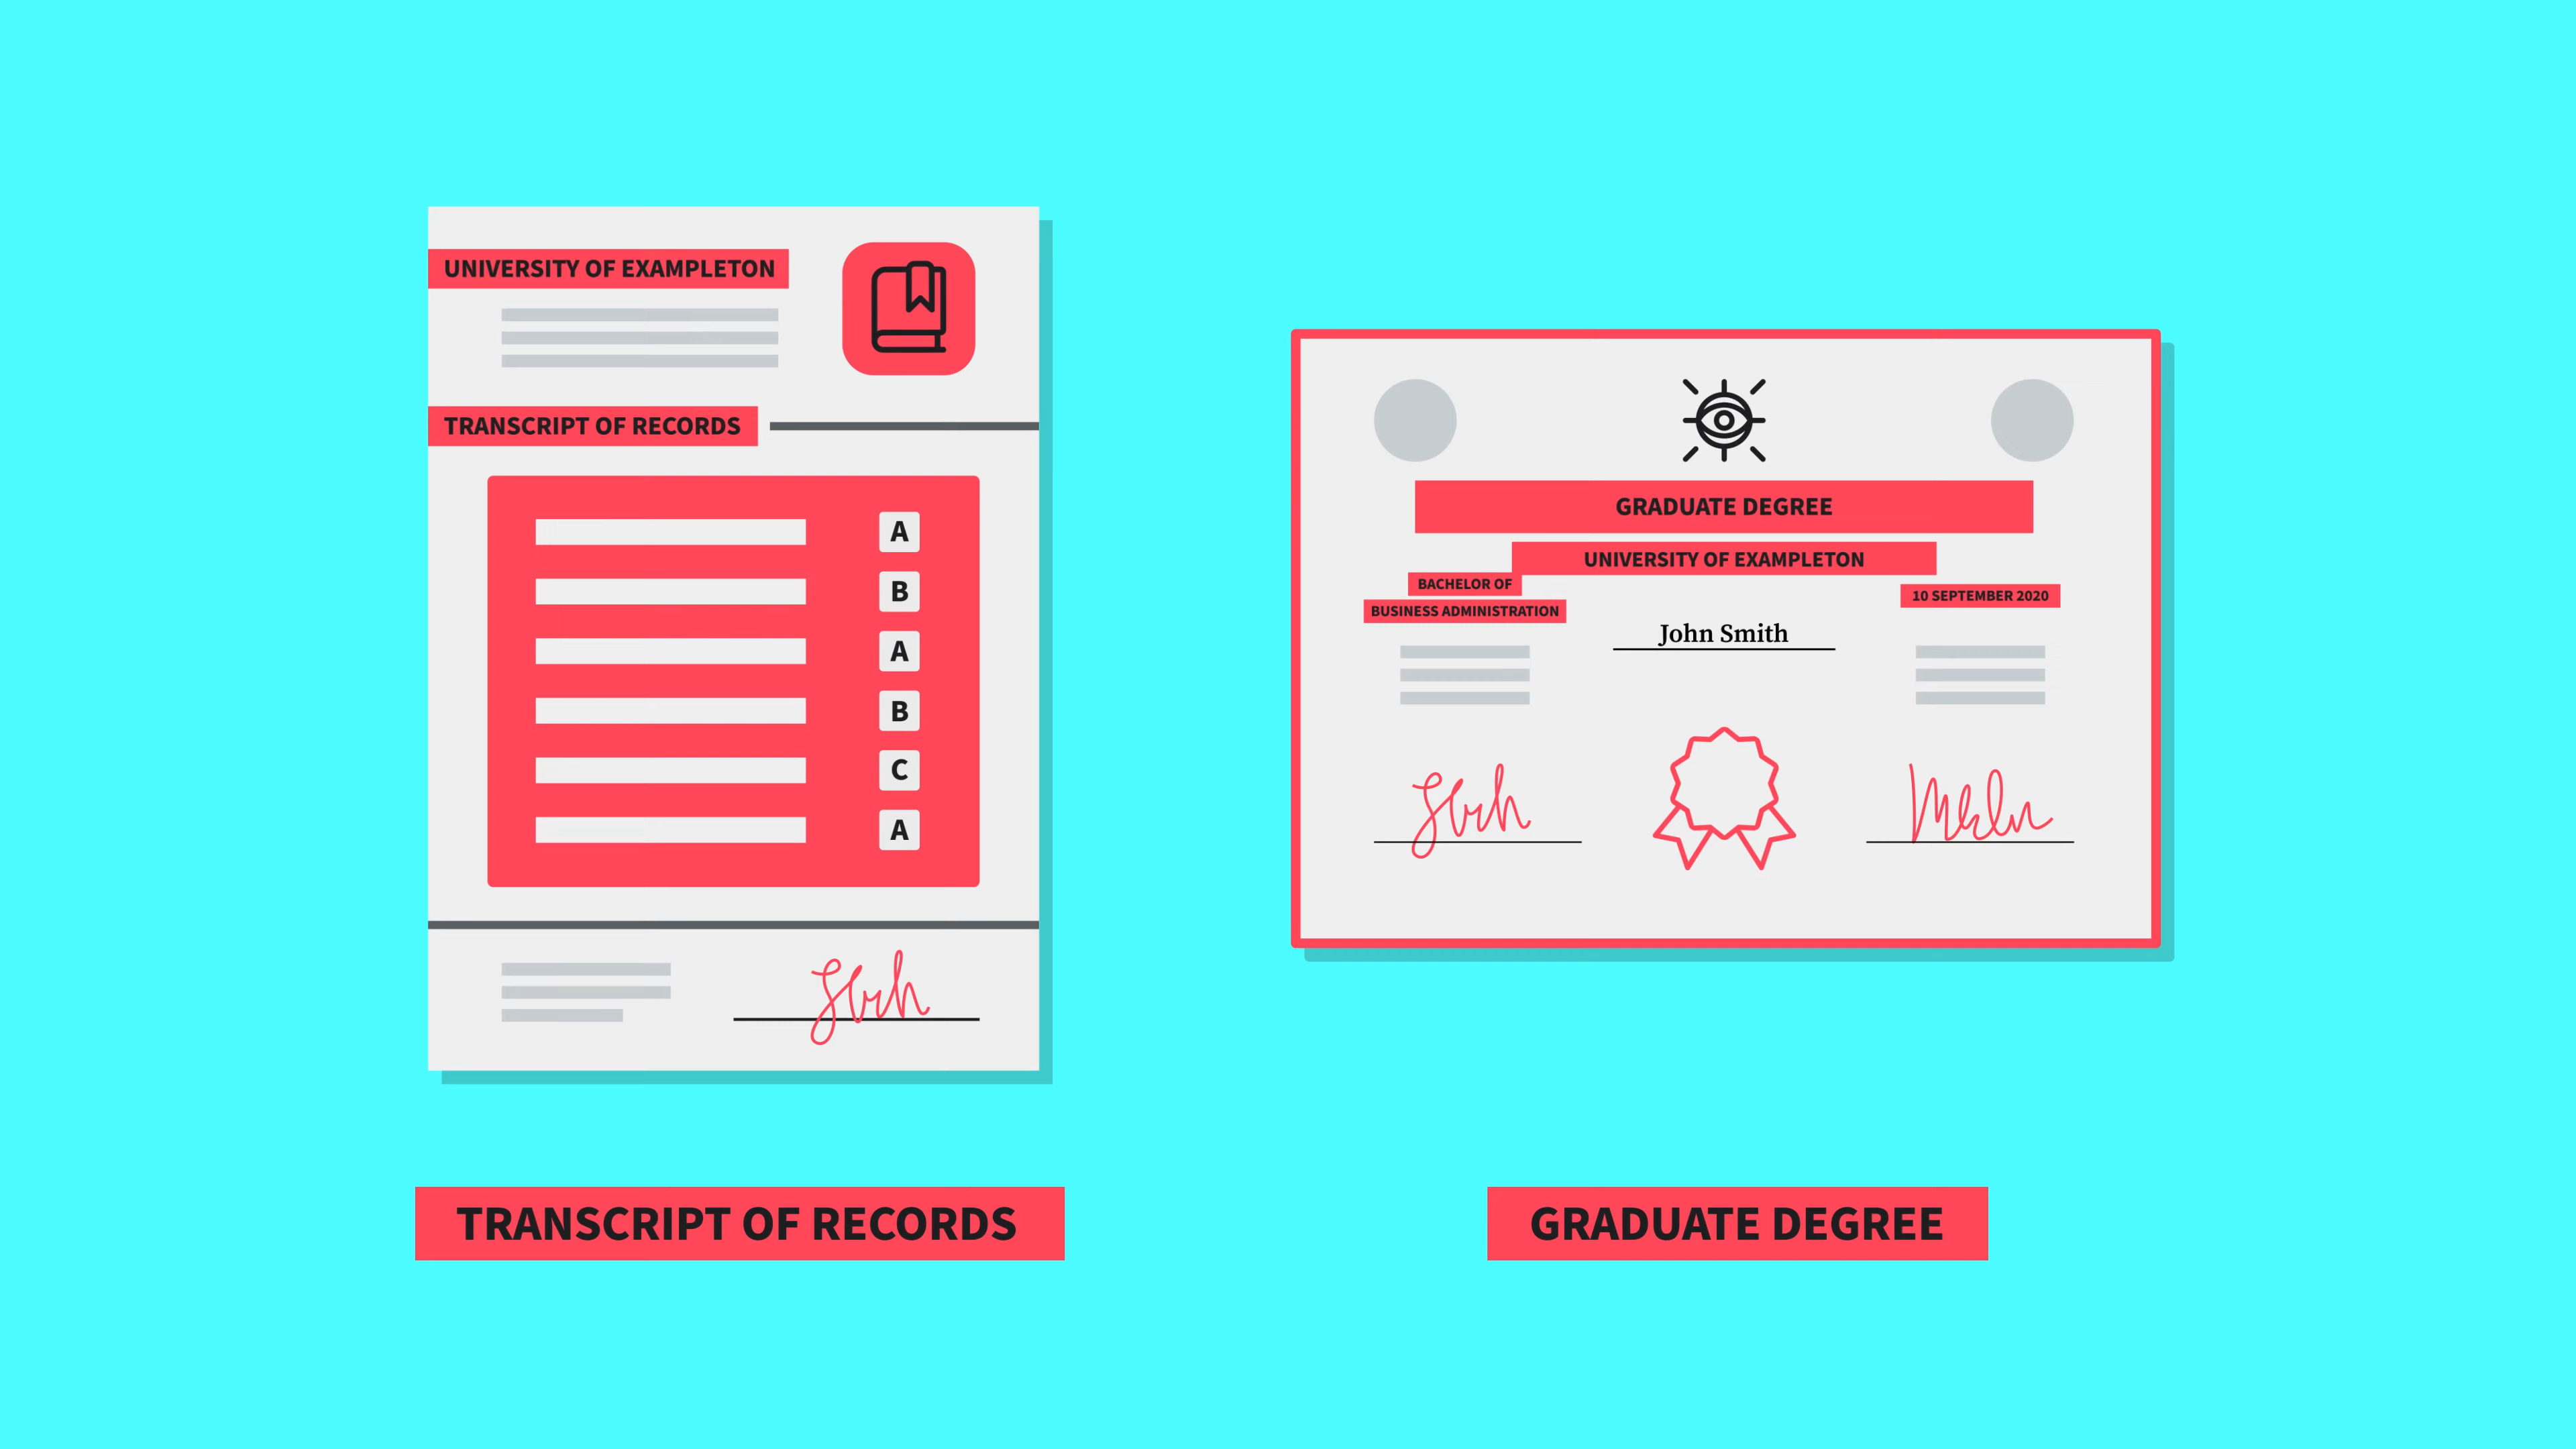 UNIVERSITY OF EXAMPLETON
TRANSCRIPT OF RECORDS
A
B
A
B
C
A
TRANSCRIPT OF RECORDS
GRADUATE DEGREE
UNIVERSITY OF EXAMPLETON
BACHELOR OF
BUSINESS ADMINISTRATION
10 SEPTEMBER 2020
John Smith
GRADUATE DEGREE